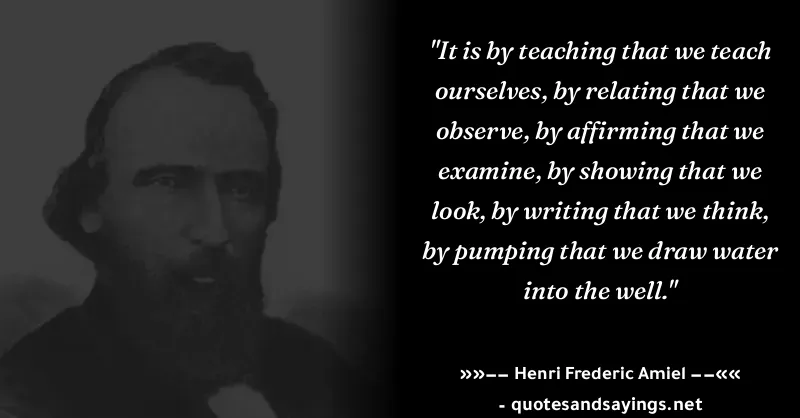 "It is by teaching that we teach
ourselves, by relating that we
observe, by affirming that we
examine, by showing that we
look, by writing that we think,
by pumping that we draw water
into the well."
»»−− Henri Frederic Amiel −−««
- quotesandsayings.net